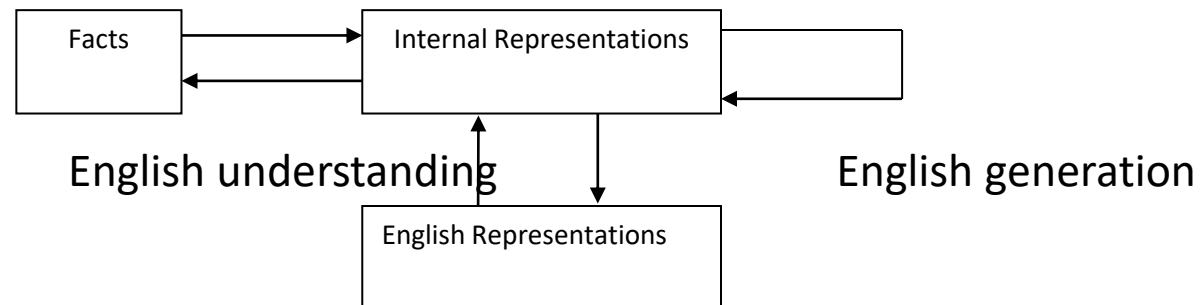 Facts
Internal Representations
English understanding
English generation
English Representations